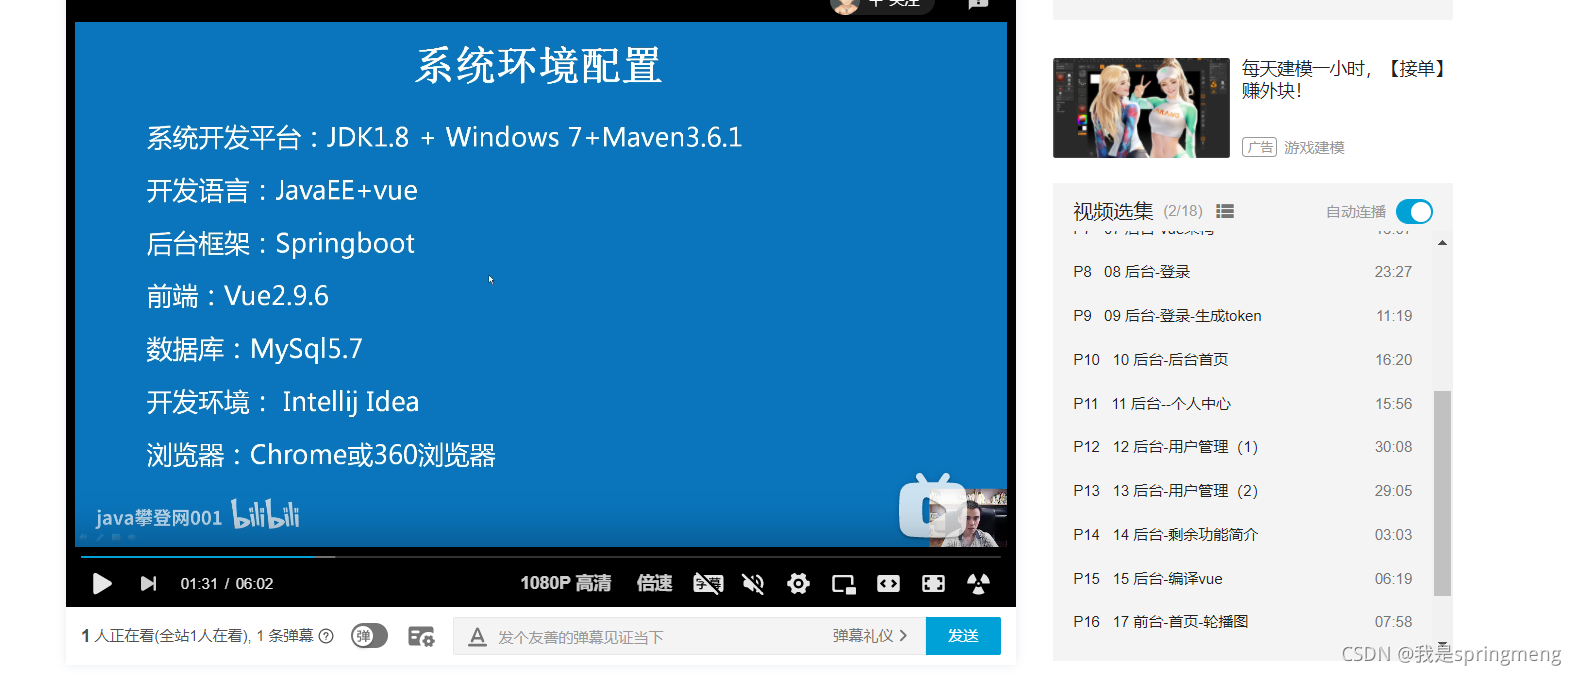 + 关注
系统环境配置
系统开发平台：JDK1.8 + Windows 7+Maven3.6.1
开发语言：JavaEE+vue
后台框架：Springboot
前端：Vue2.9.6
数据库：MySql5.7
开发环境： Intellij Idea
浏览器：Chrome或360浏览器
java攀登网001 bilibili
01:31 / 06:02
1080P 高清
倍速
字幕
1 人正在看(全站1人在看), 1 条弹幕
弹
A 发个友善的弹幕见证当下
弹幕礼仪 >
发送
每天建模一小时，【接单】
赚外块！
广告 游戏建模
视频选集 (2/18)
自动连播
P7 07 后台-vue架构
P8 08 后台-登录 23:27
P9 09 后台-登录-生成token 11:19
P10 10 后台-后台首页 16:20
P11 11 后台--个人中心 15:56
P12 12 后台-用户管理（1） 30:08
P13 13 后台-用户管理（2） 29:05
P14 14 后台-剩余功能简介 03:03
P15 15 后台-编译vue 06:19
P16 17 前台-首页-轮播图 07:58
CSDN @我是springmeng